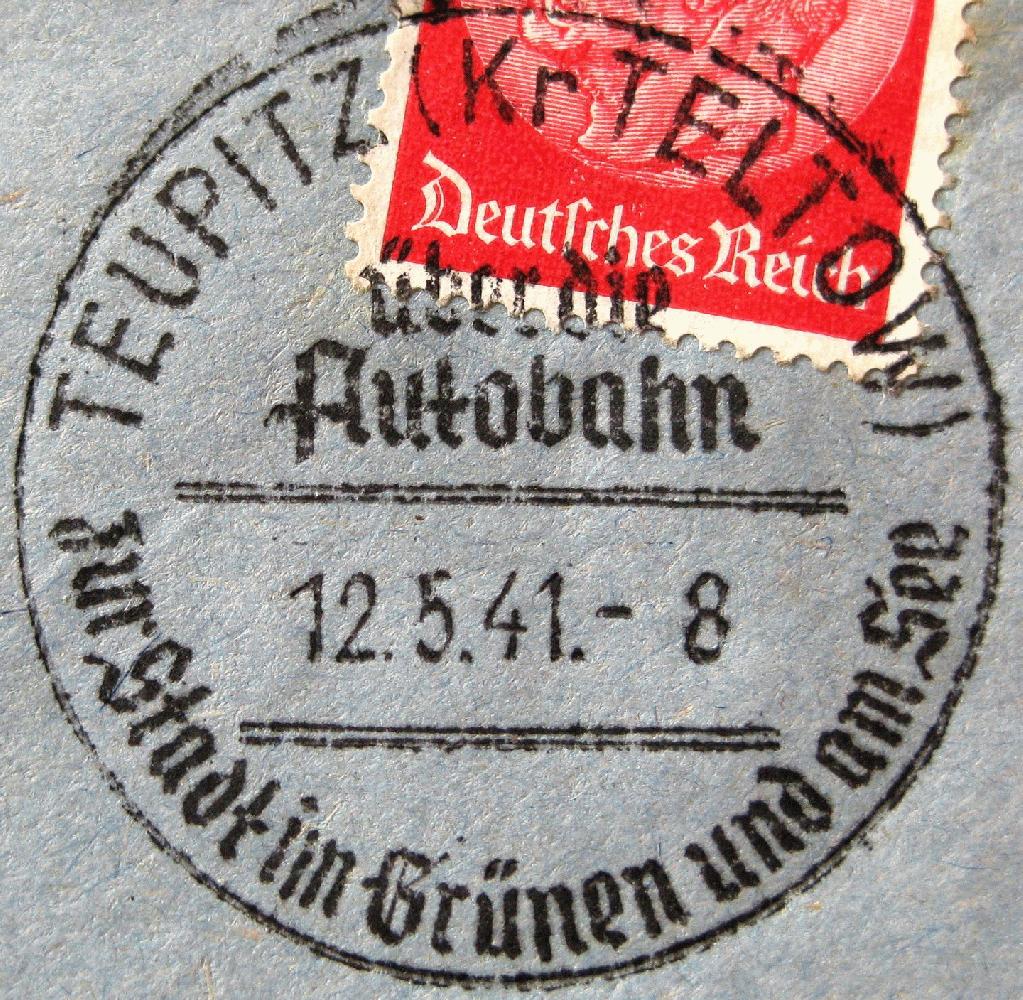 TEUPITZ (Kr TELTOW)
Deutſches Reich
über die
Autobahn
12.5.41.- 8
zur Stadt im Grünen und am See